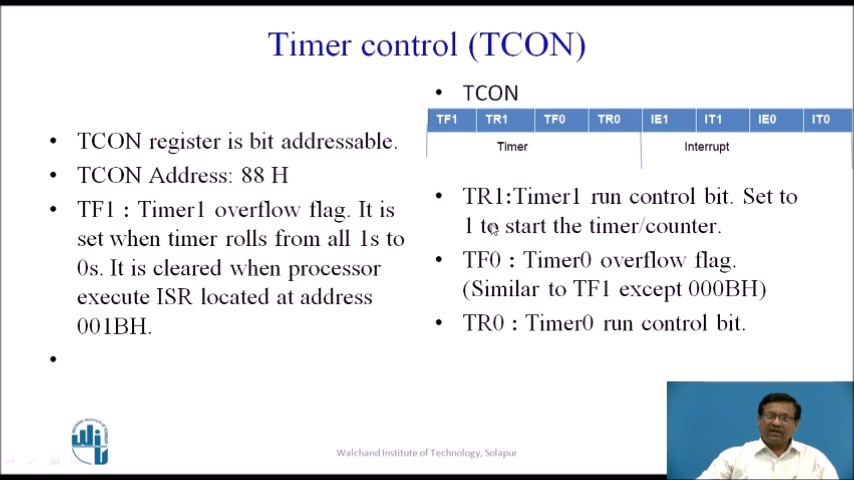 Timer control (TCON)
• TCON register is bit addressable.
• TCON Address: 88 H
• TF1 : Timer1 overflow flag. It is
set when timer rolls from all 1s to
0s. It is cleared when processor
execute ISR located at address
001BH.
•
• TCON
TF1 TR1 TF0 TR0 IE1 IT1 IE0 IT0
Timer Interrupt
• TR1:Timer1 run control bit. Set to
1 to start the timer/counter.
• TF0 : Timer0 overflow flag.
(Similar to TF1 except 000BH)
• TR0 : Timer0 run control bit.
Walchand Institute of Technology, Solapur